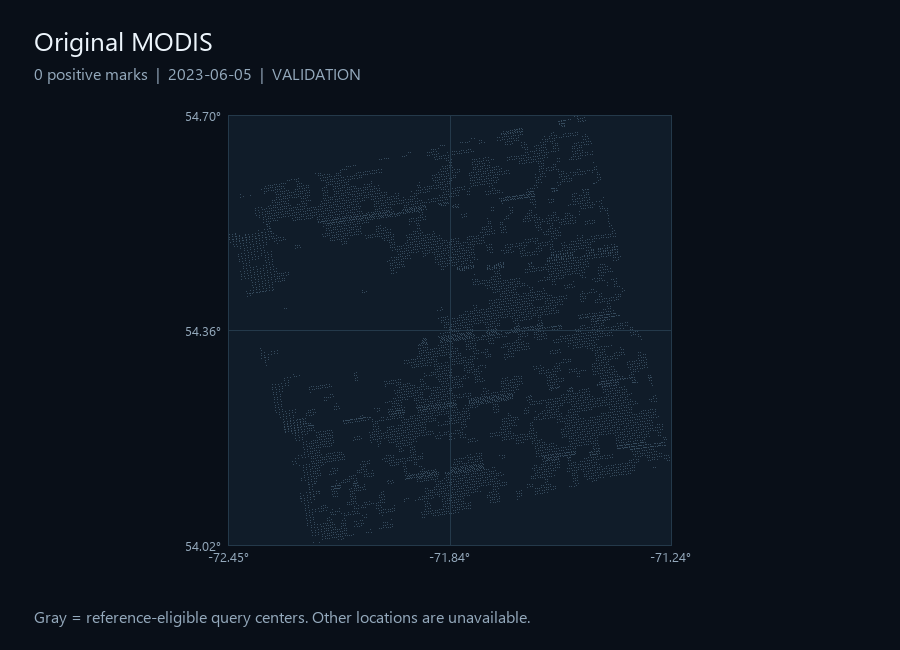 Original MODIS
0 positive marks | 2023-06-05 | VALIDATION
54.70°
54.36°
54.02°
-72.45°
-71.84°
-71.24°
Gray = reference-eligible query centers. Other locations are unavailable.